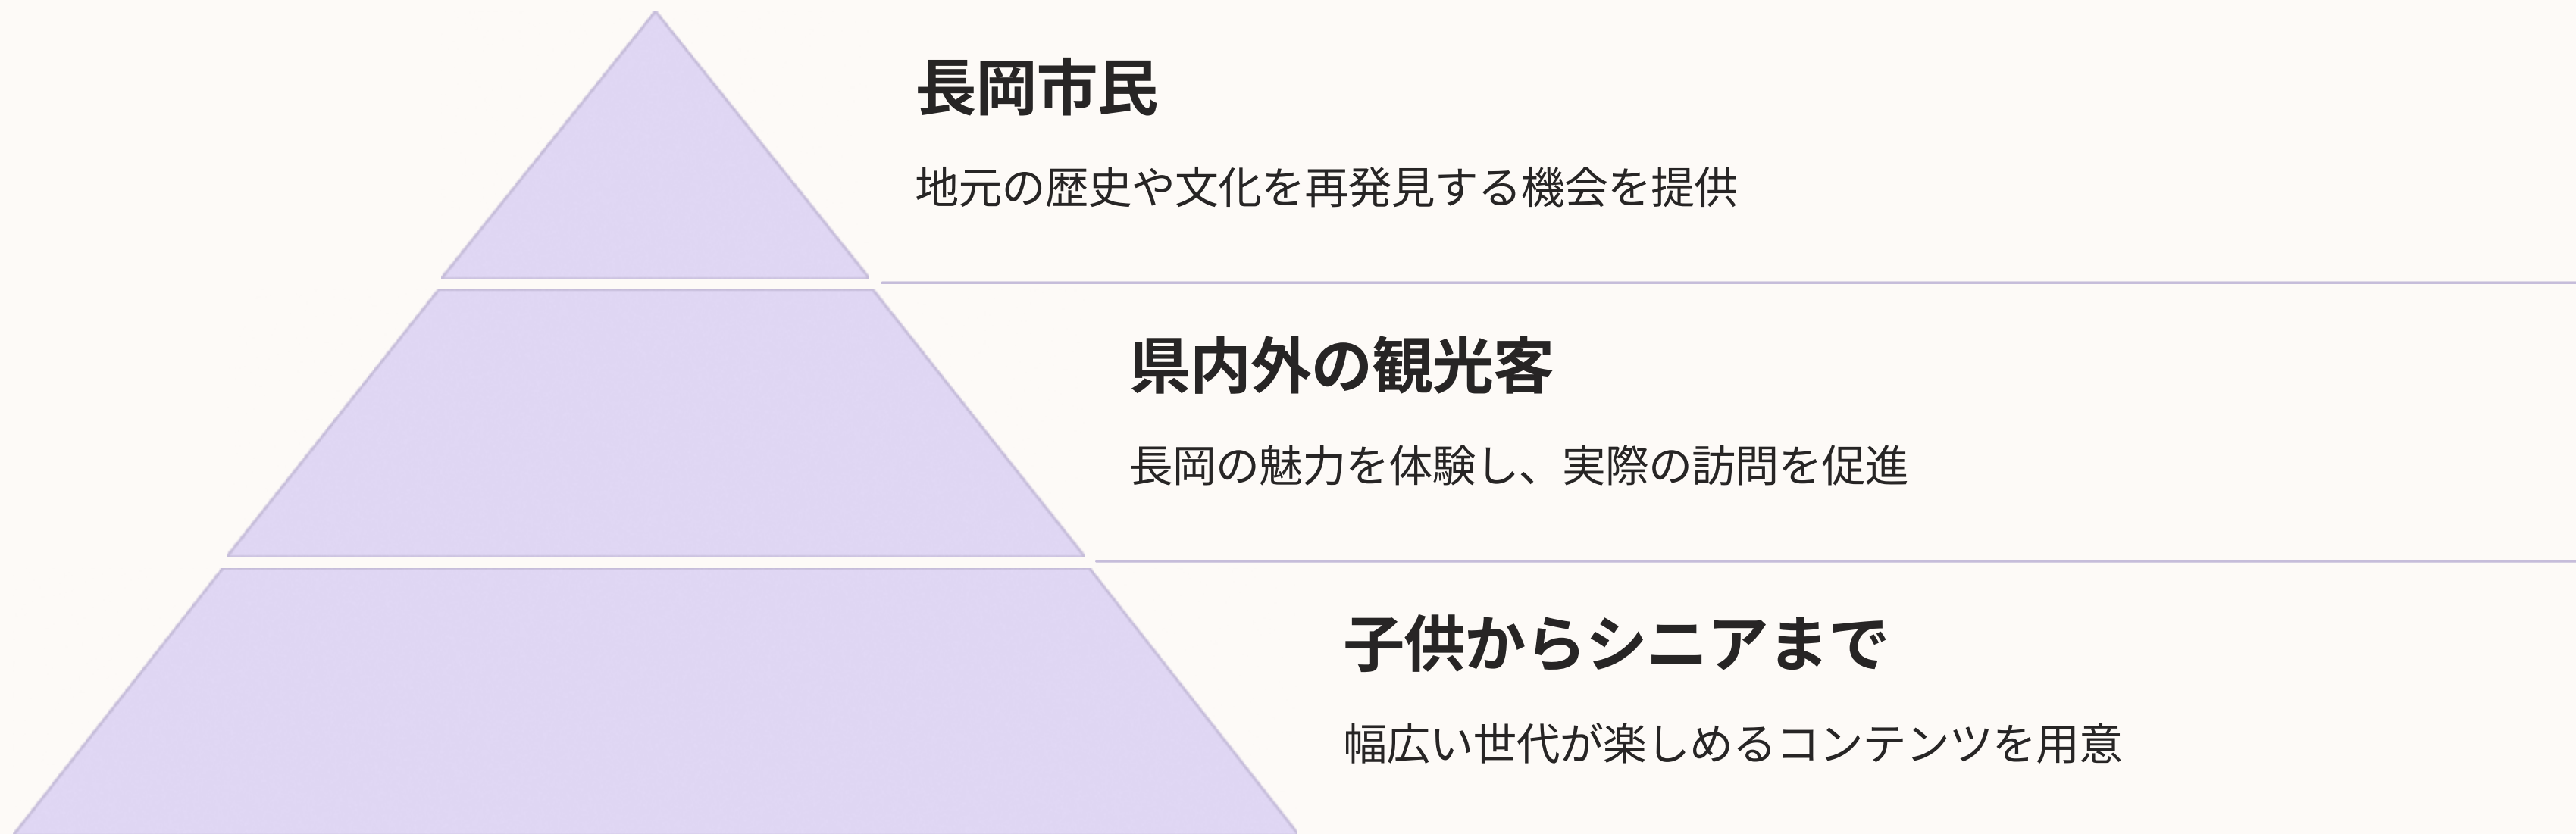 長岡市民
地元の歴史や文化を再発見する機会を提供
県内外の観光客
長岡の魅力を体験し、実際の訪問を促進
子供からシニアまで
幅広い世代が楽しめるコンテンツを用意